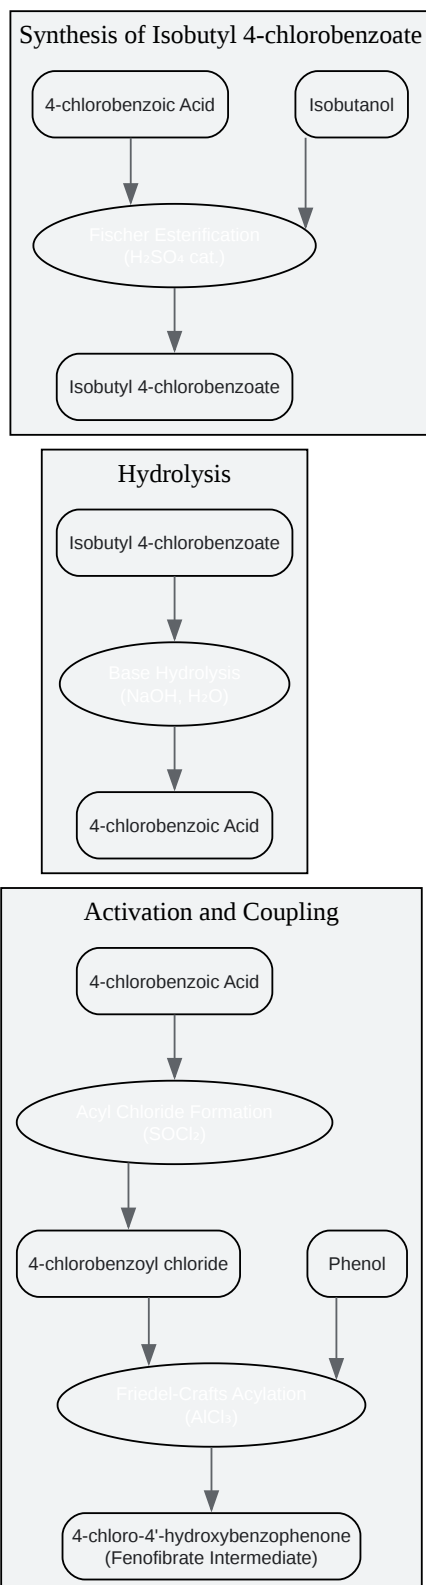 Synthesis of Isobutyl 4-chlorobenzoate
4-chlorobenzoic Acid
Isobutanol
Fischer Esterification
(H₂SO₄ cat.)
Isobutyl 4-chlorobenzoate
Hydrolysis
Isobutyl 4-chlorobenzoate
Base Hydrolysis
(NaOH, H₂O)
4-chlorobenzoic Acid
Activation and Coupling
4-chlorobenzoic Acid
Acyl Chloride Formation
(SOCl₂)
4-chlorobenzoyl chloride
Phenol
Friedel-Crafts Acylation
(AlCl₃)
4-chloro-4'-hydroxybenzophenone
(Fenofibrate Intermediate)